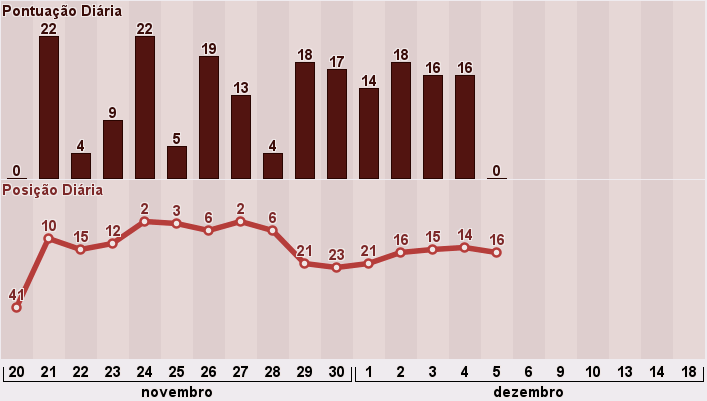 Pontuação Diária
0 22 4 9 22 5 19 13 4 18 17 14 18 16 16 0
Posição Diária
41 10 15 12 2 3 6 2 6 21 23 21 16 15 14 16
20 21 22 23 24 25 26 27 28 29 30 1 2 3 4 5 6 9 10 13 14 18
novembro dezembro